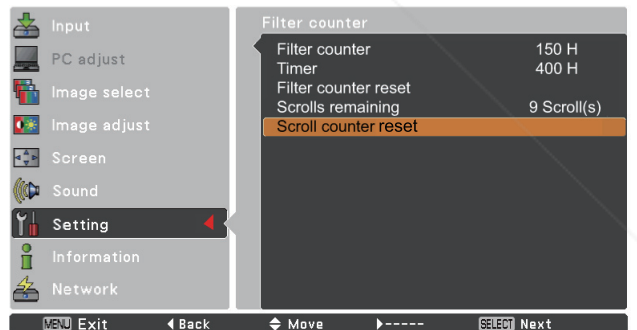 Input
PC adjust
Image select
Image adjust
Screen
Sound
Setting
Information
Network
Filter counter
Filter counter 150 H
Timer 400 H
Filter counter reset
Scrolls remaining 9 Scroll(s)
Scroll counter reset
MENU Exit Back Move ----- SELECT Next